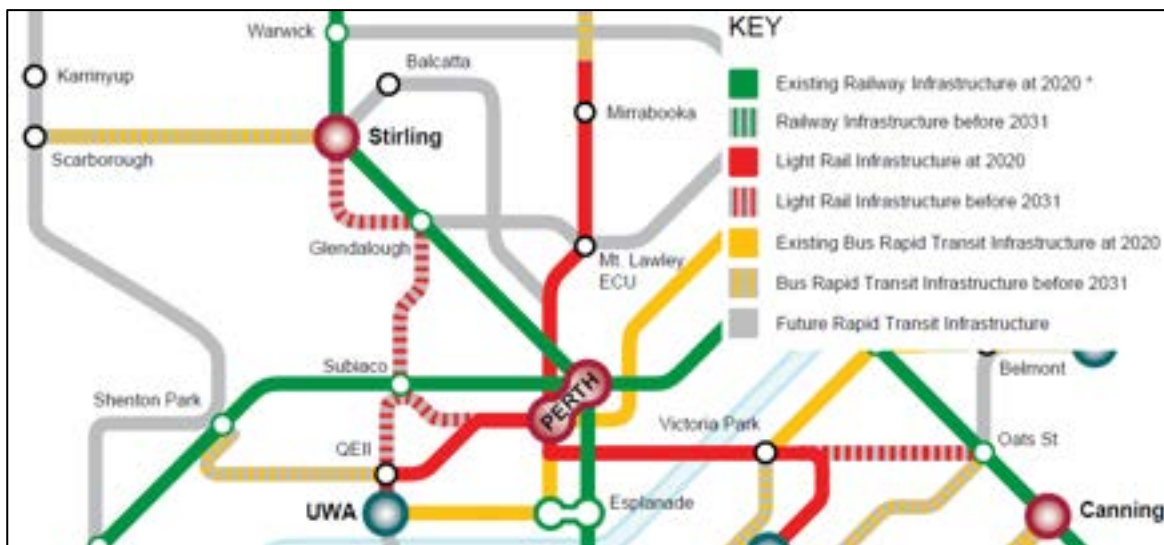 Warwick
KEY
Karrinyup
Balcatta
Existing Railway Infrastructure at 2020 *
Mirrabooka
Railway Infrastructure before 2031
Stirling
Scarborough
Light Rail Infrastructure at 2020
Light Rail Infrastructure before 2031
Glendalough
Existing Bus Rapid Transit Infrastructure at 2020
Mt. Lawley
ECU
Bus Rapid Transit Infrastructure before 2031
Future Rapid Transit Infrastructure
Subiaco
Belmont
PERTH
Shenton Park
Victoria Park
Oats St
QEII
UWA
Esplanade
Canning